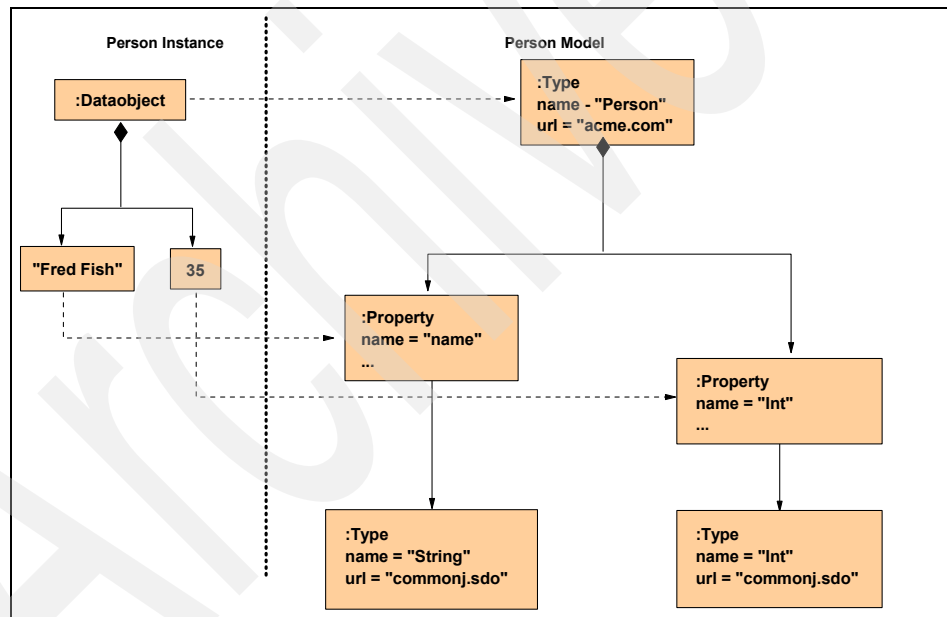 Person Instance
Person Model
:Dataobject
:Type
name - "Person"
url = "acme.com"
"Fred Fish"
35
:Property
name = "name"
...
:Property
name = "Int"
...
:Type
name = "String"
url = "commonj.sdo"
:Type
name = "Int"
url = "commonj.sdo"
Archive